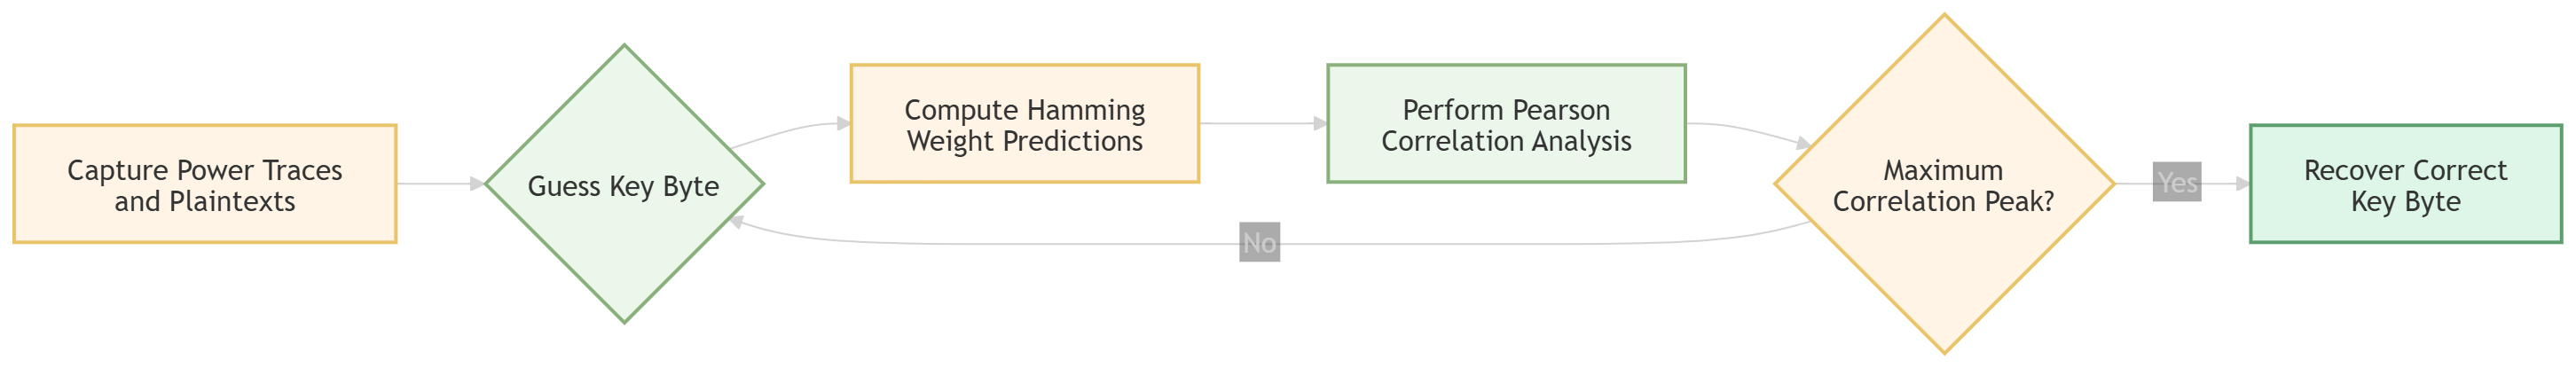 Capture Power Traces
and Plaintexts
Guess Key Byte
Compute Hamming
Weight Predictions
Perform Pearson
Correlation Analysis
Maximum
Correlation Peak?
Yes
No
Recover Correct
Key Byte